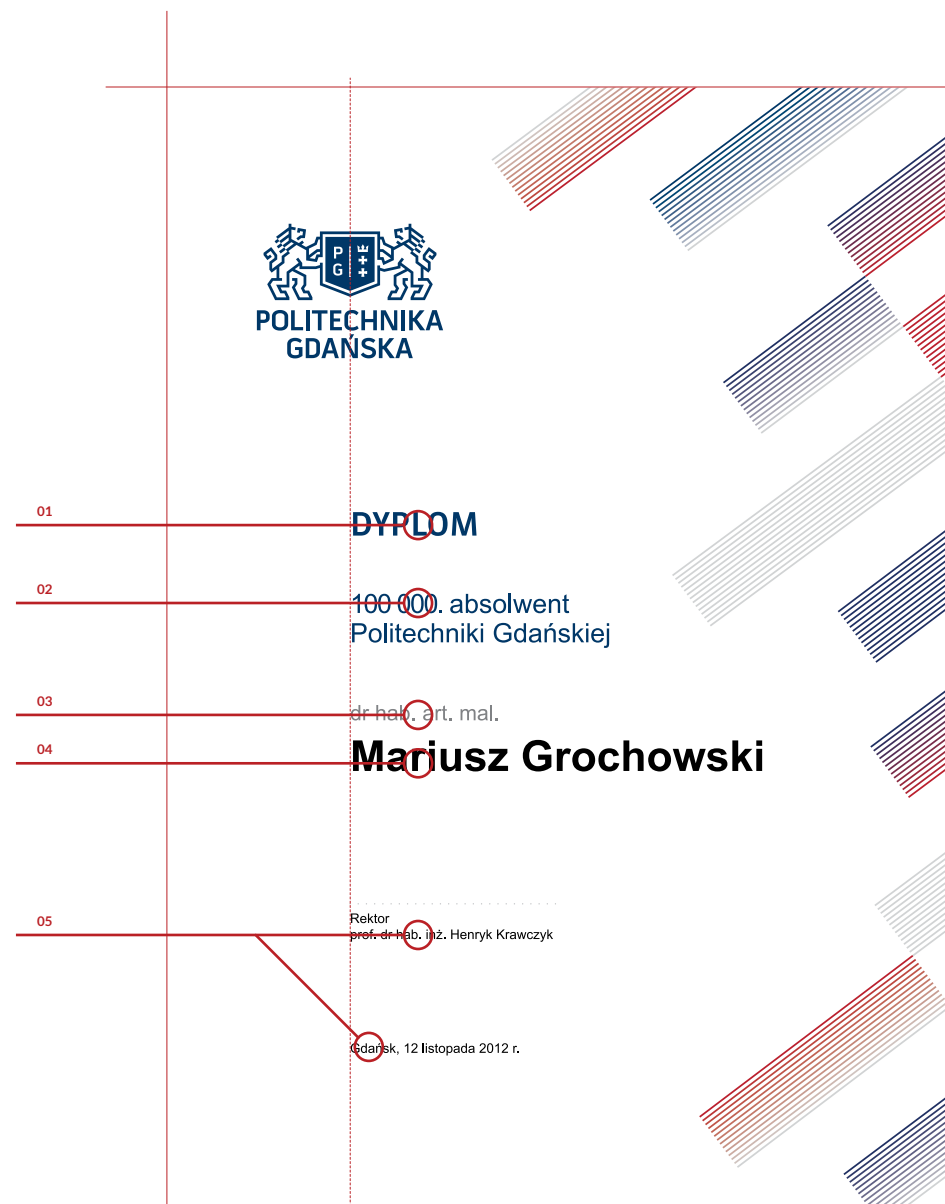 P
G
POLITECHNIKA
GDAŃSKA
01
DYPLOM
02
100 000. absolwent
Politechniki Gdańskiej
03
dr hab. art. mal.
04
Mariusz Grochowski
05
Rektor
prof. dr hab. inż. Henryk Krawczyk
Gdańsk, 12 listopada 2012 r.